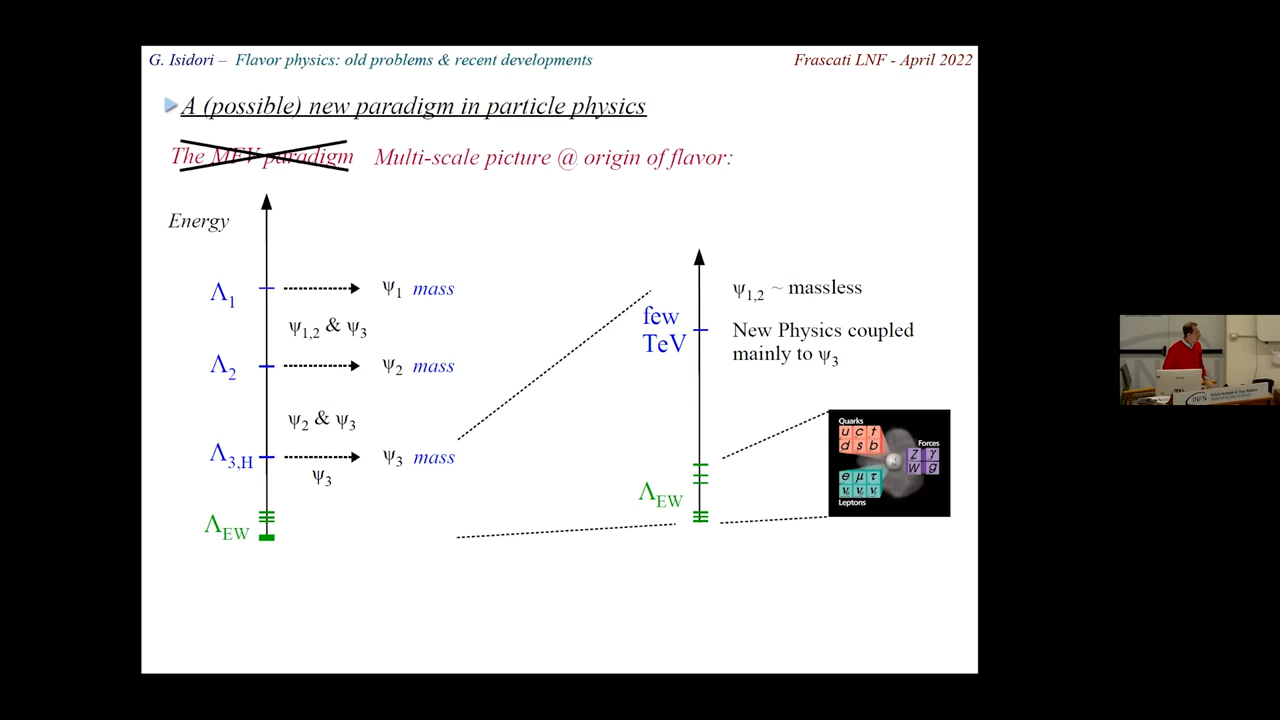 G. Isidori – Flavor physics: old problems & recent developments
Frascati LNF - April 2022
A (possible) new paradigm in particle physics
The MFV paradigm Multi-scale picture @ origin of flavor:
Energy
Λ1 ψ1 mass
ψ1,2 & ψ3
Λ2 ψ2 mass
ψ2 & ψ3
Λ3,H ψ3 mass
ψ3
ΛEW
ψ1,2 ~ massless
few TeV
New Physics coupled
mainly to ψ3
ΛEW
Quarks
u c t
d s b
Forces
Z γ
W g
H
e μ τ
Leptons
INFN